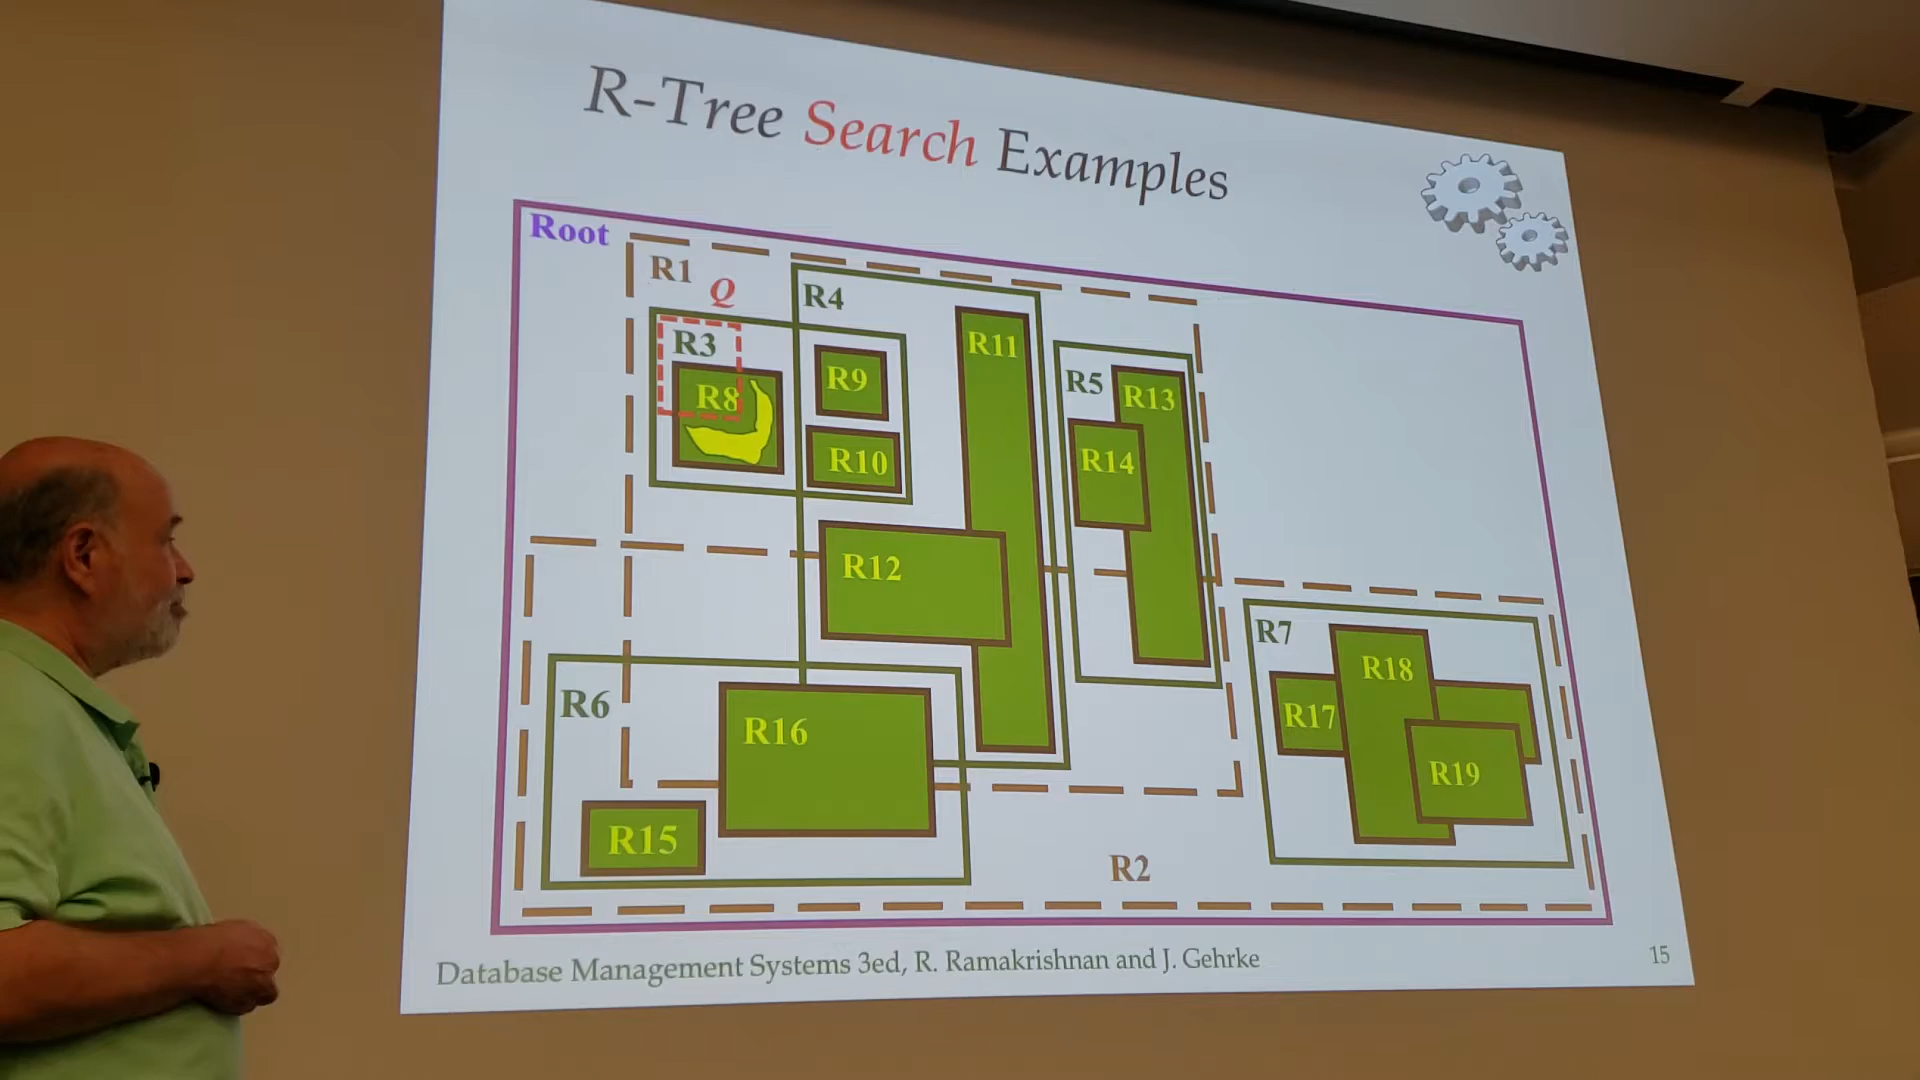 R-Tree Search Examples
Root
R1
Q
R4
R3
R11
R9
R5
R13
R8
R10
R14
R12
R7
R18
R6
R17
R16
R19
R15
R2
Database Management Systems 3ed, R. Ramakrishnan and J. Gehrke
15